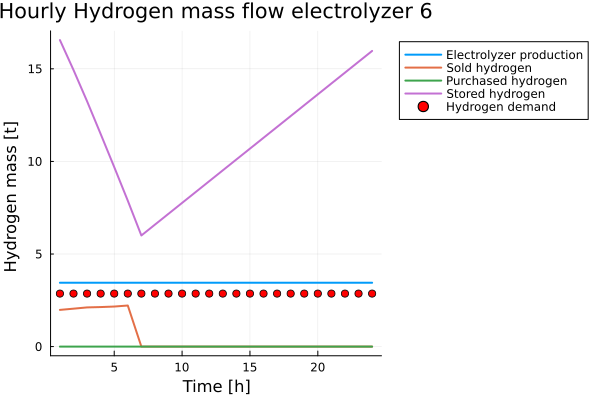 Hourly Hydrogen mass flow electrolyzer 6
Electrolyzer production
Sold hydrogen
Purchased hydrogen
Stored hydrogen
Hydrogen demand
Hydrogen mass [t]
15
10
5
0
5
10
15
20
Time [h]